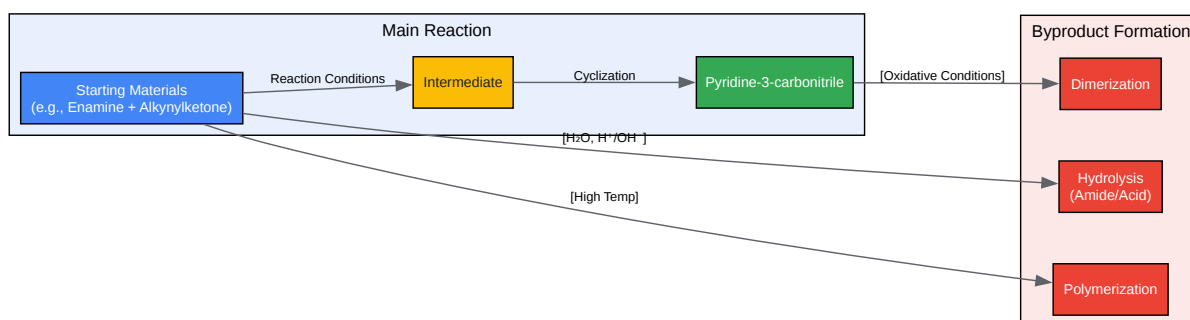 Main Reaction
Byproduct Formation
Starting Materials
(e.g., Enamine + Alkynylketone)
Reaction Conditions
Intermediate
Cyclization
Pyridine-3-carbonitrile
[Oxidative Conditions]
Dimerization
[H₂O, H⁺/OH⁻]
Hydrolysis
(Amide/Acid)
[High Temp]
Polymerization